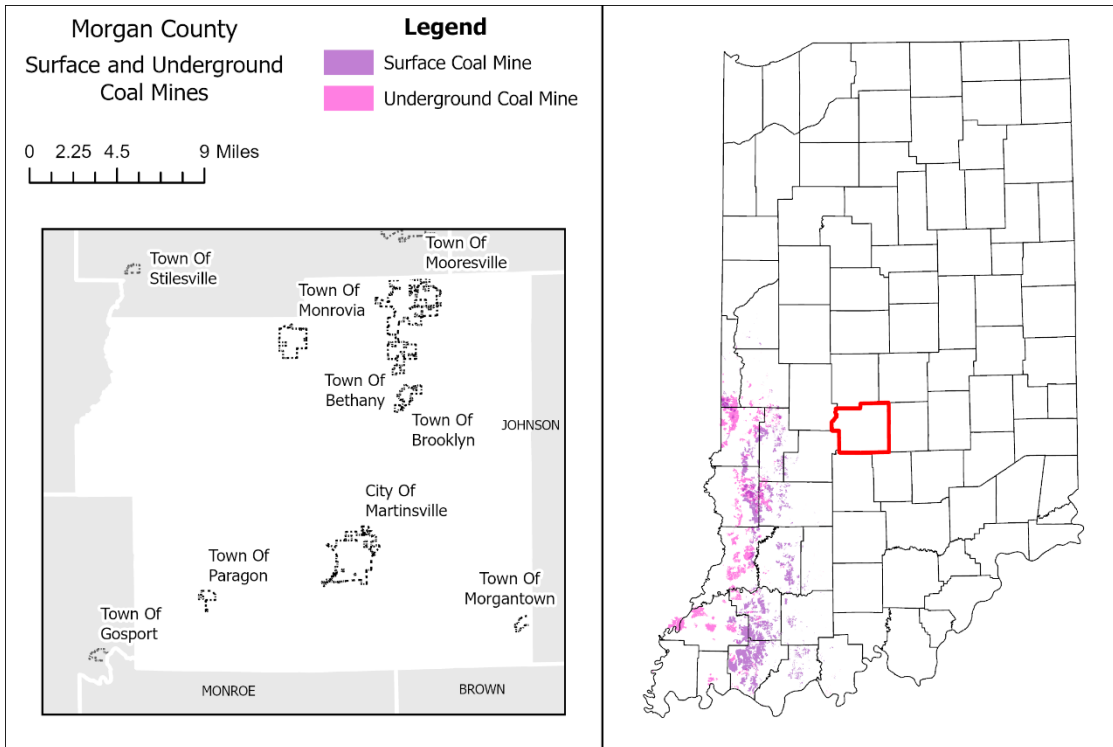 Morgan County
Surface and Underground
Coal Mines
Legend
Surface Coal Mine
Underground Coal Mine
0 2.25 4.5 9 Miles
Town Of
Stilesville
Town Of
Mooresville
Town Of
Monrovia
Town Of
Bethany
Town Of
Brooklyn
JOHNSON
City Of
Martinsville
Town Of
Paragon
Town Of
Morgantown
Town Of
Gosport
MONROE
BROWN